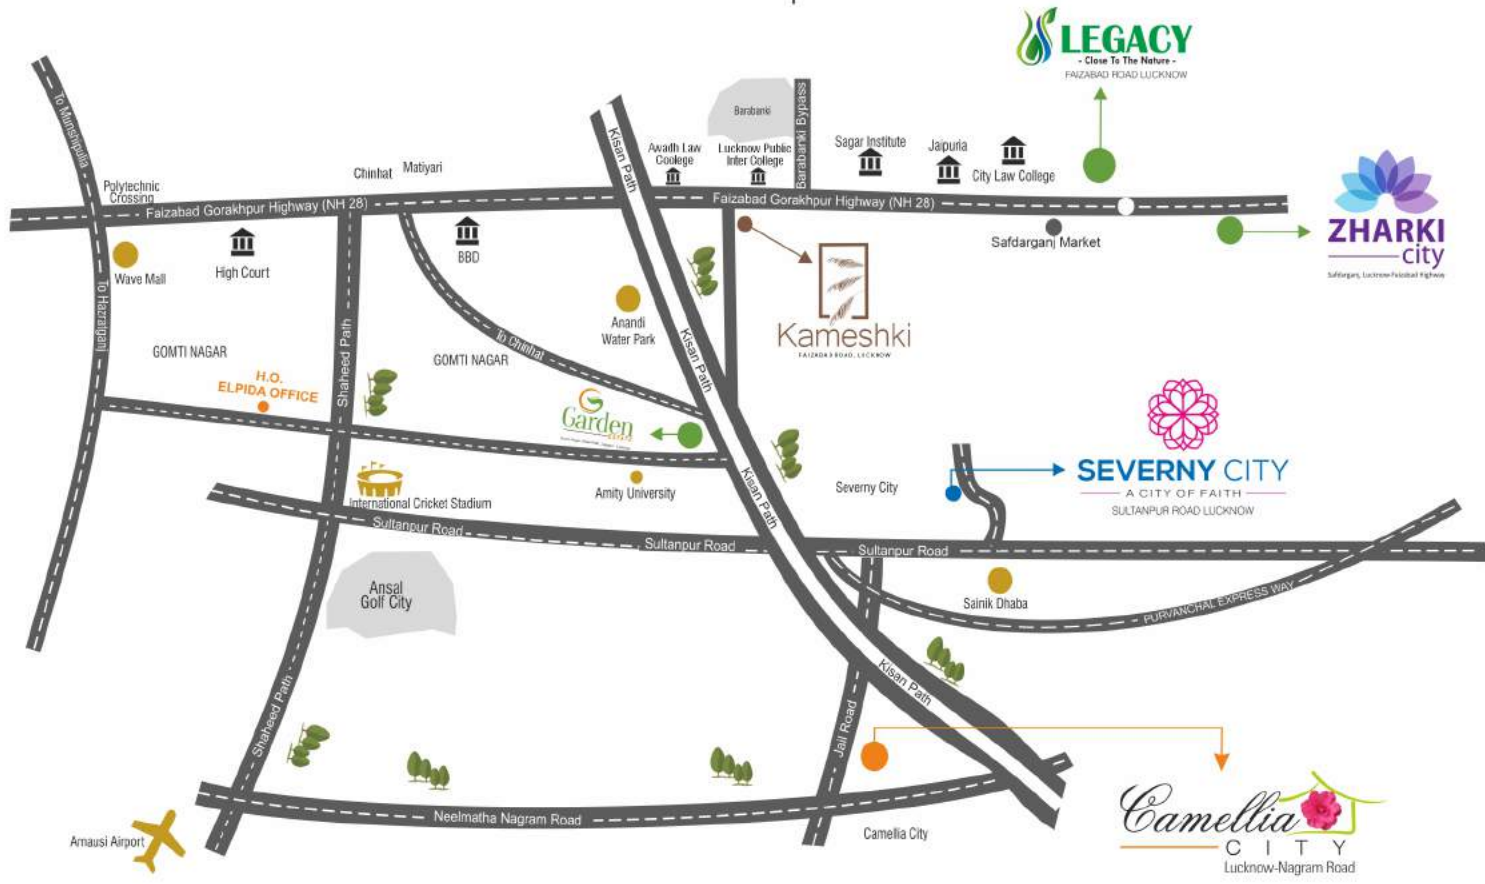 LEGACY
- Close To The Nature -
FAIZABAD ROAD LUCKNOW
To Munshipulia
Barabanki
Barabanki Bypass
Kisan Path
Awadh Law
Coolege
Lucknow Public
Inter College
Sagar Institute
Jaipuria
City Law College
Chinhat
Matiyari
Polytechnic
Crossing
Faizabad Gorakhpur Highway (NH 28)
Faizabad Gorakhpur Highway (NH 28)
ZHARKI
city
Safdarganj, Lucknow-Faizabad Highway
Safdarganj Market
Wave Mall
High Court
BBD
To Hazratganj
Shaheed Path
Anandi
Water Park
Kameshki
FAIZABAD ROAD, LUCKNOW
GOMTI NAGAR
GOMTI NAGAR
To Chinhat
Kisan Path
H.O.
ELPIDA OFFICE
Garden
ESTATE
SEVERNY CITY
A CITY OF FAITH
SULTANPUR ROAD LUCKNOW
Severny City
Amity University
International Cricket Stadium
Kisan Path
Sultanpur Road
Sultanpur Road
Sultanpur Road
Ansal
Golf City
Sainik Dhaba
PURVANCHAL EXPRESS WAY
Kisan Path
Shaheed Path
Jail Road
Neelmatha Nagram Road
Amausi Airport
Camellia City
Camellia
CITY
Lucknow-Nagram Road